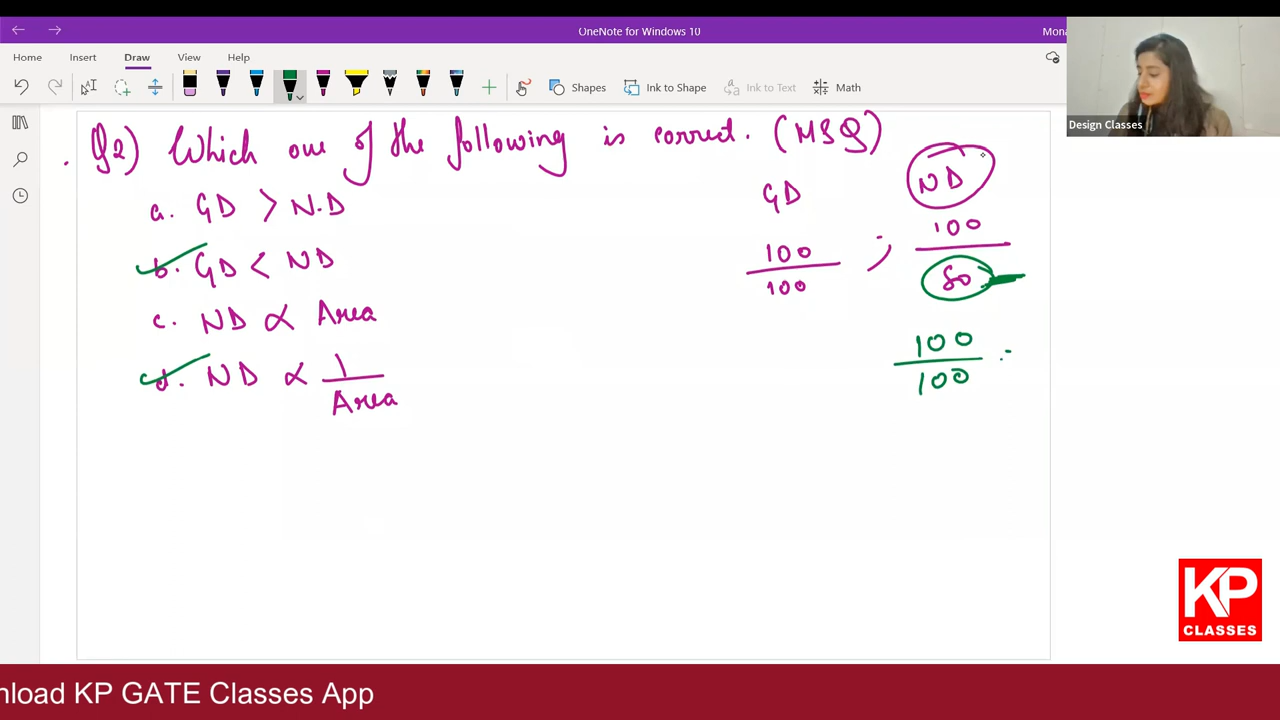 OneNote for Windows 10
Mona
Home Insert Draw View Help
Shapes Ink to Shape Ink to Text Math
Design Classes
Q2) Which one of the following is correct. (MSQ)
a. GD > N.D
b. GD < ND
c. ND ∝ Area
d. ND ∝ 1
Area
GD ND
100 ; 100
100 80
100
100
KP
CLASSES
nload KP GATE Classes App